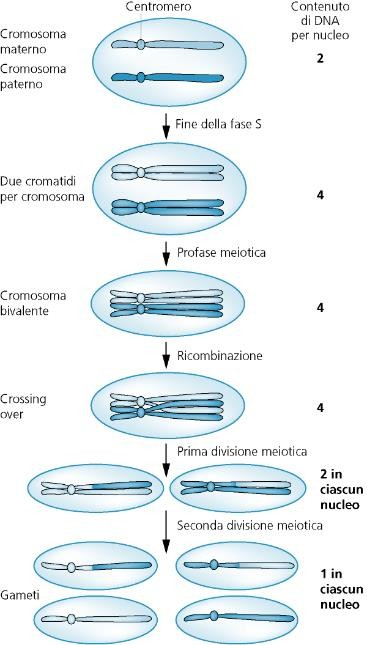 Centromero
Contenuto
di DNA
per nucleo
Cromosoma
materno
Cromosoma
paterno
2
Fine della fase S
Due cromatidi
per cromosoma
4
Profase meiotica
Cromosoma
bivalente
4
Ricombinazione
Crossing
over
4
Prima divisione meiotica
2 in
ciascun
nucleo
Seconda divisione meiotica
Gameti
1 in
ciascun
nucleo